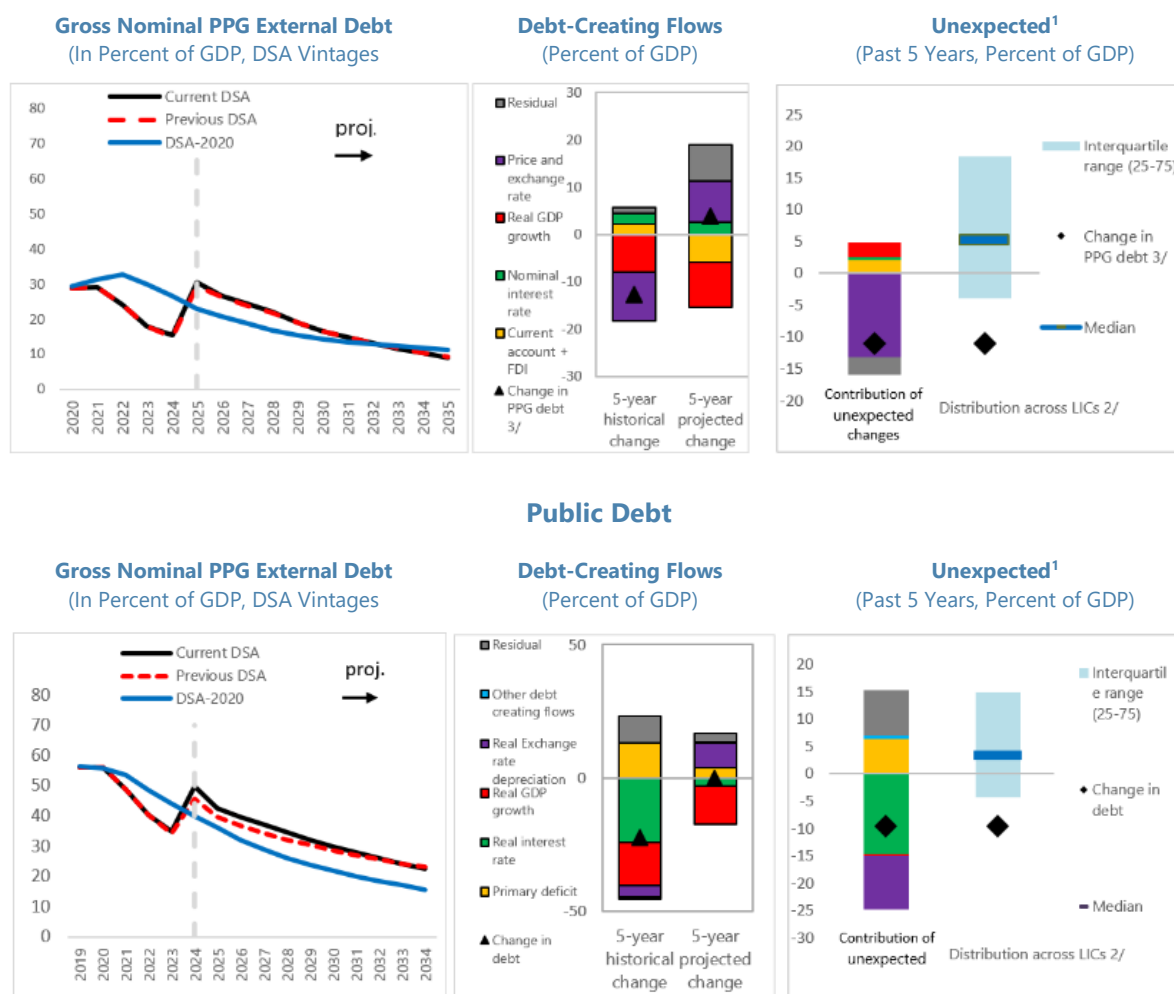 Gross Nominal PPG External Debt
(In Percent of GDP, DSA Vintages
Debt-Creating Flows
(Percent of GDP)
Unexpected¹
(Past 5 Years, Percent of GDP)
Current DSA
Previous DSA
DSA-2020
proj.
80
70
60
50
40
30
20
10
0
2020
2021
2022
2023
2024
2025
2026
2027
2028
2029
2030
2031
2032
2033
2034
2035
Residual
Price and
exchange
rate
Real GDP
growth
Nominal
interest
rate
Current
account +
FDI
Change in
PPG debt
3/
30
20
10
0
-10
-20
-30
5-year
historical
change
5-year
projected
change
25
20
15
10
5
0
-5
-10
-15
-20
Contribution of
unexpected
changes
Distribution across LICs 2/
Interquartile
range (25-75)
Change in
PPG debt 3/
Median
Public Debt
Gross Nominal PPG External Debt
(In Percent of GDP, DSA Vintages
Debt-Creating Flows
(Percent of GDP)
Unexpected¹
(Past 5 Years, Percent of GDP)
Current DSA
Previous DSA
DSA-2020
proj.
80
70
60
50
40
30
20
10
0
2019
2020
2021
2022
2023
2024
2025
2026
2027
2028
2029
2030
2031
2032
2033
2034
Residual
Other debt
creating flows
Real Exchange
rate
depreciation
Real GDP
growth
Real interest
rate
Primary deficit
Change in
debt
50
0
-50
5-year
historical
change
5-year
projected
change
20
15
10
5
0
-5
-10
-15
-20
-25
-30
Contribution of
unexpected
Distribution across LICs 2/
Interquartil
e range
(25-75)
Change in
debt
Median